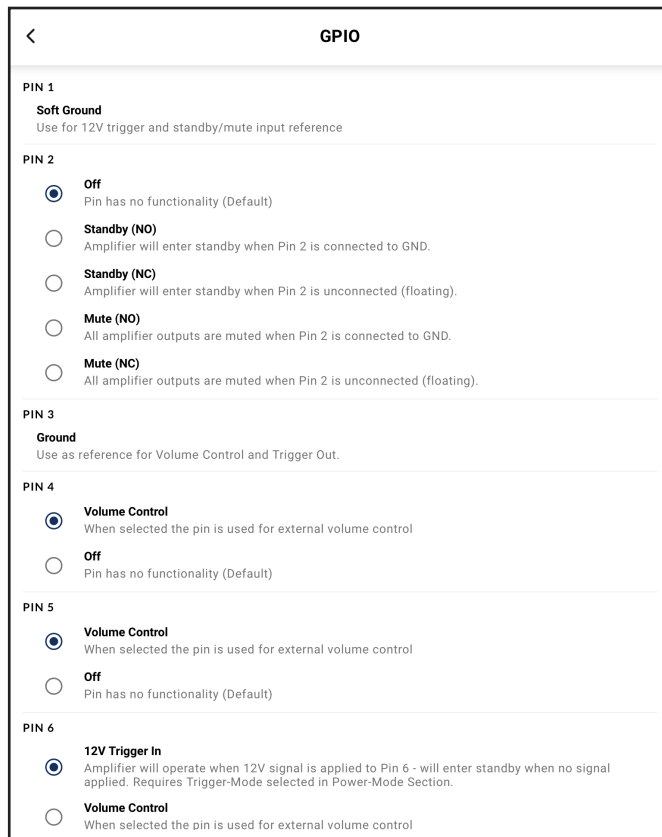 GPIO
PIN 1
Soft Ground
Use for 12V trigger and standby/mute input reference
PIN 2
Off
Pin has no functionality (Default)
Standby (NO)
Amplifier will enter standby when Pin 2 is connected to GND.
Standby (NC)
Amplifier will enter standby when Pin 2 is unconnected (floating).
Mute (NO)
All amplifier outputs are muted when Pin 2 is connected to GND.
Mute (NC)
All amplifier outputs are muted when Pin 2 is unconnected (floating).
PIN 3
Ground
Use as reference for Volume Control and Trigger Out.
PIN 4
Volume Control
When selected the pin is used for external volume control
Off
Pin has no functionality (Default)
PIN 5
Volume Control
When selected the pin is used for external volume control
Off
Pin has no functionality (Default)
PIN 6
12V Trigger In
Amplifier will operate when 12V signal is applied to Pin 6 - will enter standby when no signal
applied. Requires Trigger-Mode selected in Power-Mode Section.
Volume Control
When selected the pin is used for external volume control